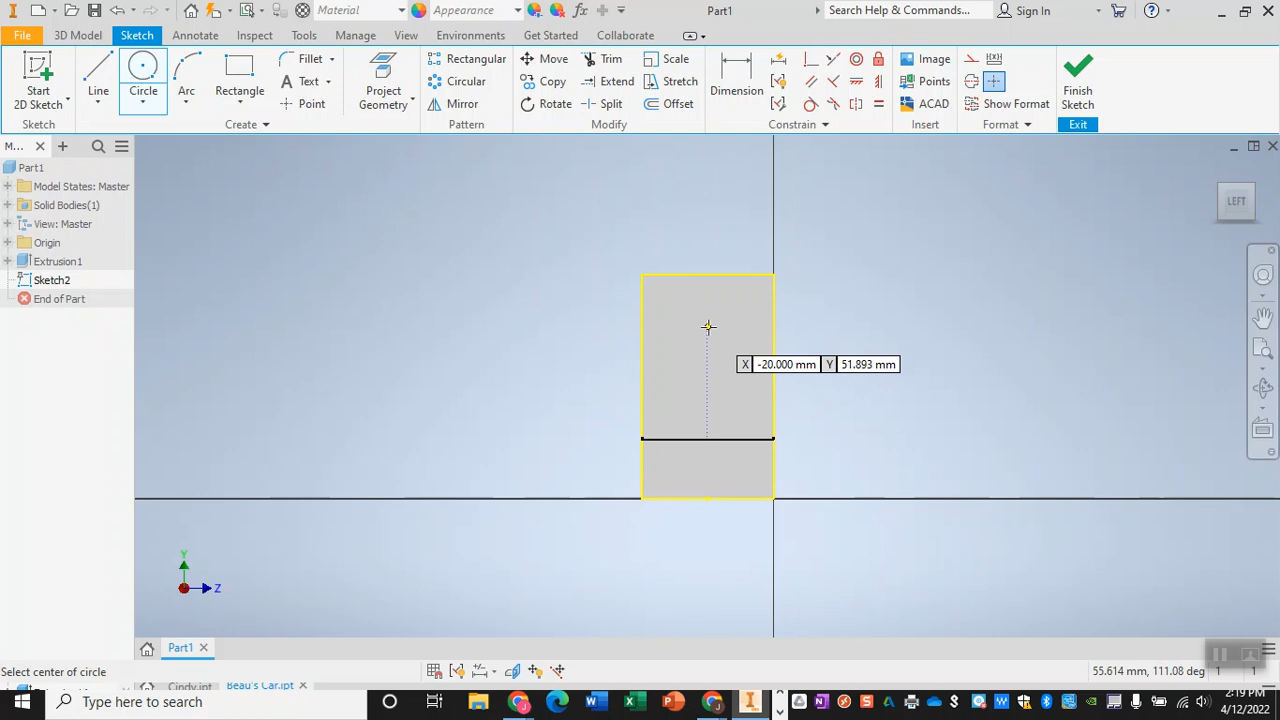 Material
Appearance
Part1
Search Help & Commands...
Sign In
File
3D Model
Sketch
Annotate
Inspect
Tools
Manage
View
Environments
Get Started
Collaborate
Start
2D Sketch
Line
Circle
Arc
Rectangle
Fillet
Text
Point
Project
Geometry
Rectangular
Circular
Mirror
Move
Copy
Rotate
Trim
Extend
Split
Scale
Stretch
Offset
Dimension
Image
Points
ACAD
Show Format
Finish
Sketch
Sketch
Create
Pattern
Modify
Constrain
Insert
Format
Exit
M...
Part1
Model States: Master
Solid Bodies(1)
View: Master
Origin
Extrusion1
Sketch2
End of Part
LEFT
X -20.000 mm Y 51.893 mm
Y
Z
Part1
Select center of circle
55.614 mm, 111.08 deg 1 1
Cindy.ipt
Beau's Car.ipt
Type here to search
2:19 PM
4/12/2022